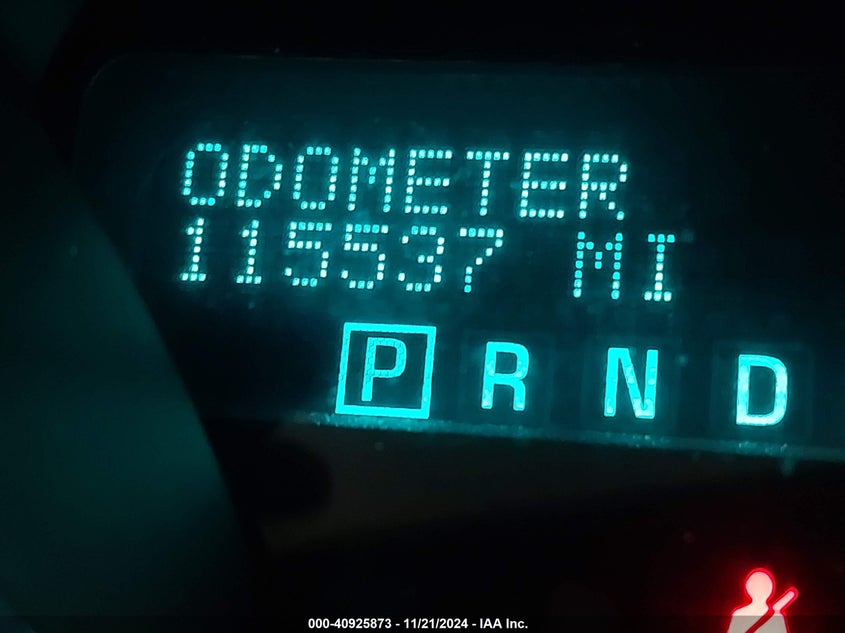 ODOMETER
115537 MI
P R N D
000-40925873 - 11/21/2024 - IAA Inc.